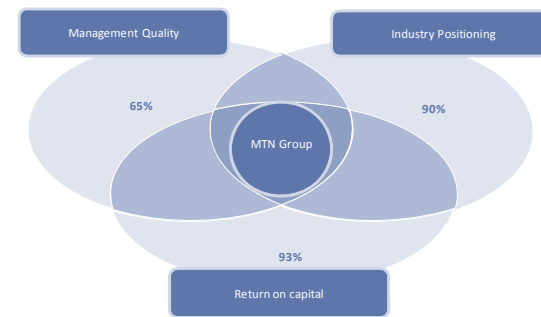 Management Quality
Industry Positioning
65%
90%
MTN Group
93%
Return on capital